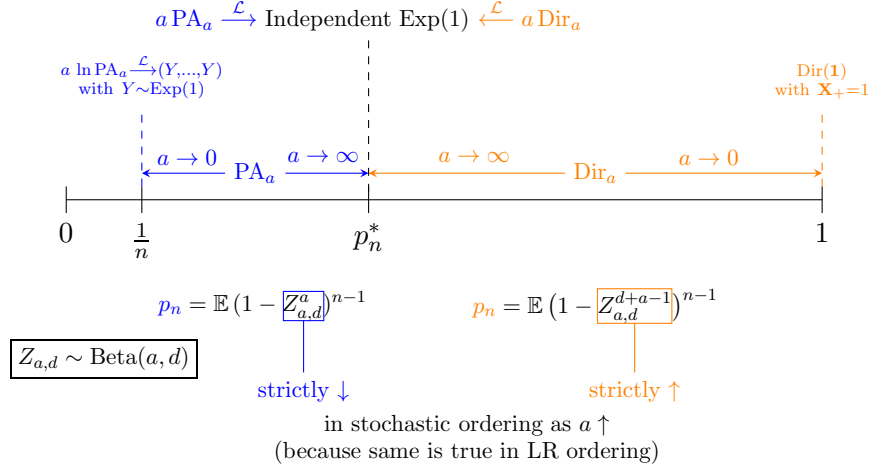 a PA_a —ℒ→ Independent Exp(1) ←ℒ— a Dir_a
a ln PA_a —ℒ→ (Y,...,Y)
with Y∼Exp(1)
Dir(𝟏)
with 𝐗_+=1
a → 0 a → ∞ a → ∞ a → 0
PA_a Dir_a
0 1/n p_n^* 1
p_n = 𝔼 (1 − Z_{a,d}^a)^{n−1} p_n = 𝔼 (1 − Z_{a,d}^{d+a−1})^{n−1}
Z_{a,d} ∼ Beta(a, d)
strictly ↓ strictly ↑
in stochastic ordering as a ↑
(because same is true in LR ordering)